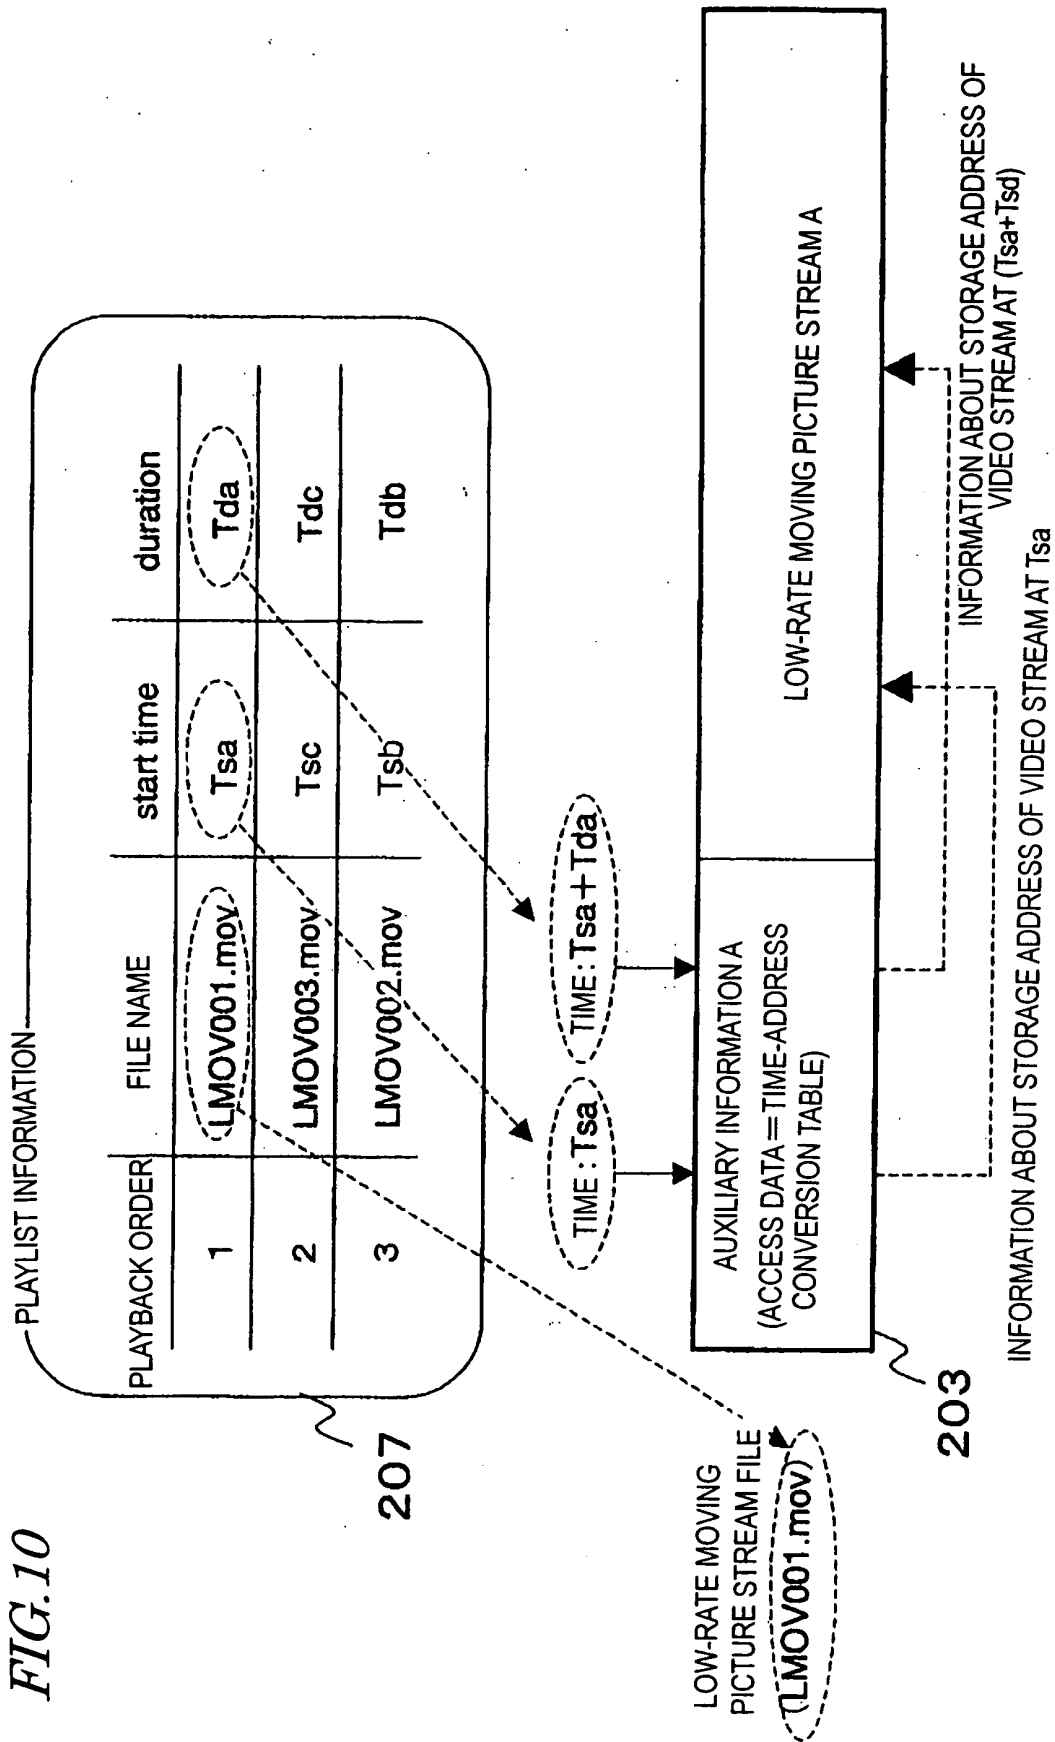 FIG.10
PLAYLIST INFORMATION
PLAYBACK ORDER FILE NAME start time duration
1 LMOV001.mov Tsa Tda
2 LMOV003.mov Tsc Tdc
3 LMOV002.mov Tsb Tdb
207
TIME:Tsa TIME:Tsa+Tda
LOW-RATE MOVING
PICTURE STREAM FILE
(LMOV001.mov)
AUXILIARY INFORMATION A
(ACCESS DATA=TIME-ADDRESS
CONVERSION TABLE)
LOW-RATE MOVING PICTURE STREAM A
203
INFORMATION ABOUT STORAGE ADDRESS OF
VIDEO STREAM AT (Tsa+Tsd)
INFORMATION ABOUT STORAGE ADDRESS OF VIDEO STREAM AT Tsa